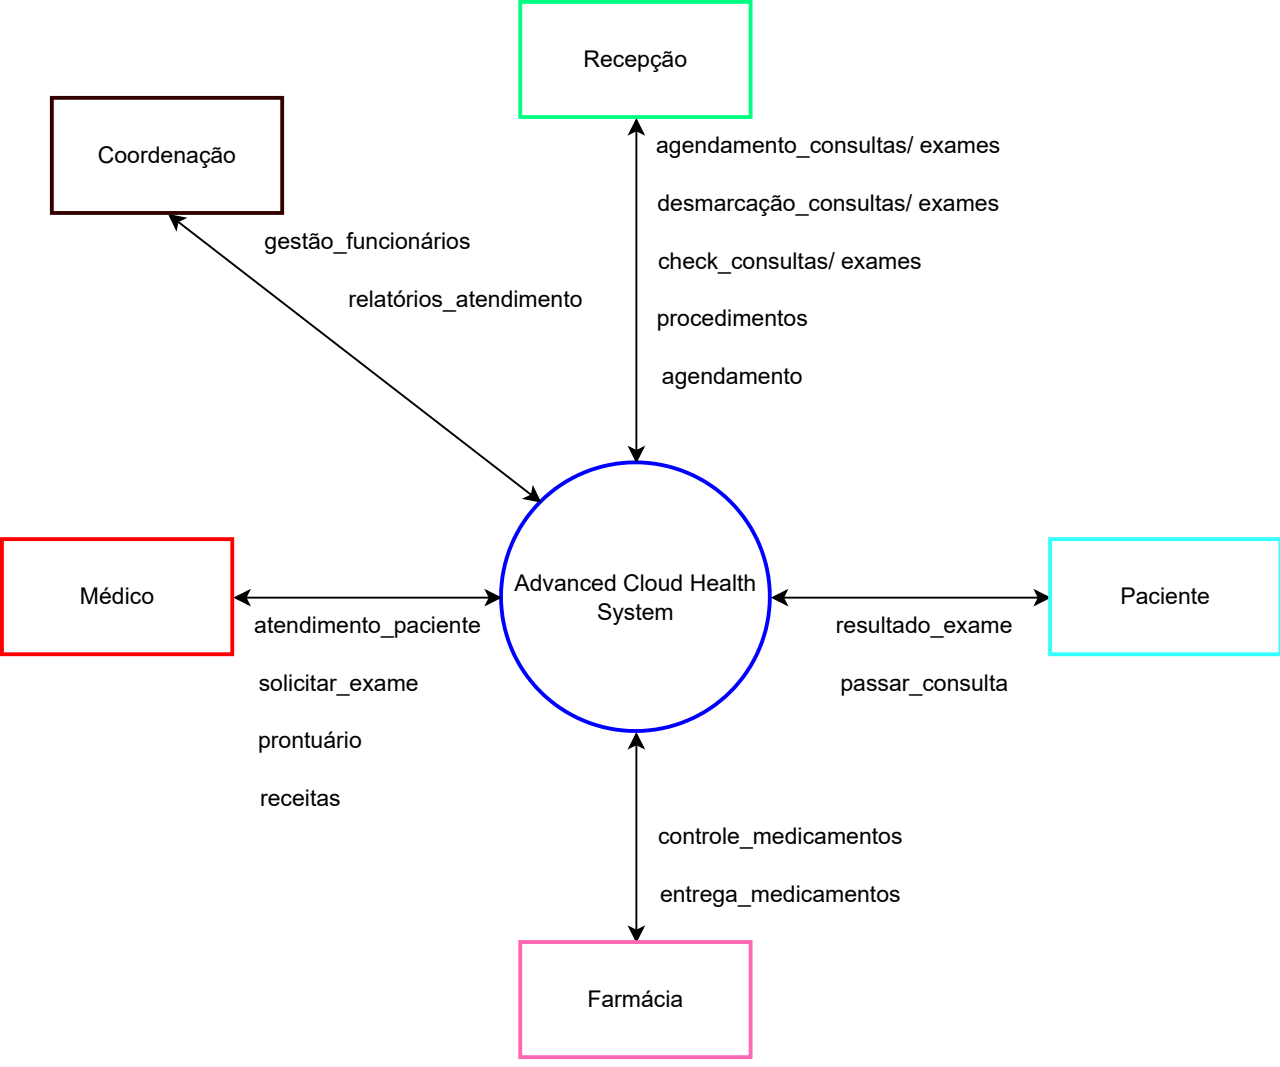 Recepção
Coordenação
agendamento_consultas/ exames
desmarcação_consultas/ exames
gestão_funcionários
check_consultas/ exames
relatórios_atendimento
procedimentos
agendamento
Médico
Advanced Cloud Health
System
Paciente
atendimento_paciente
resultado_exame
solicitar_exame
passar_consulta
prontuário
receitas
controle_medicamentos
entrega_medicamentos
Farmácia